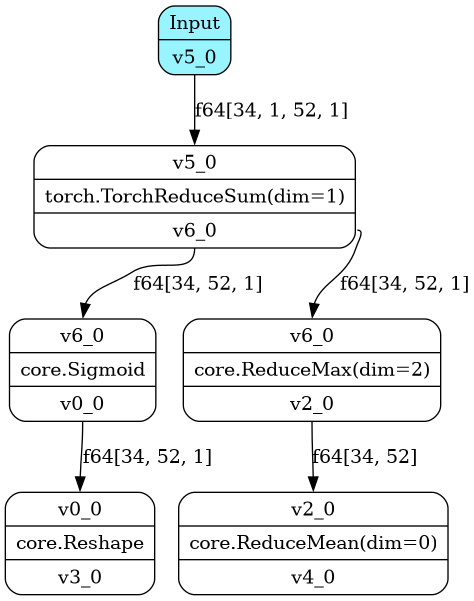 Input
v5_0
f64[34, 1, 52, 1]
v5_0
torch.TorchReduceSum(dim=1)
v6_0
f64[34, 52, 1]
f64[34, 52, 1]
v6_0
core.Sigmoid
v0_0
v6_0
core.ReduceMax(dim=2)
v2_0
f64[34, 52, 1]
f64[34, 52]
v0_0
core.Reshape
v3_0
v2_0
core.ReduceMean(dim=0)
v4_0